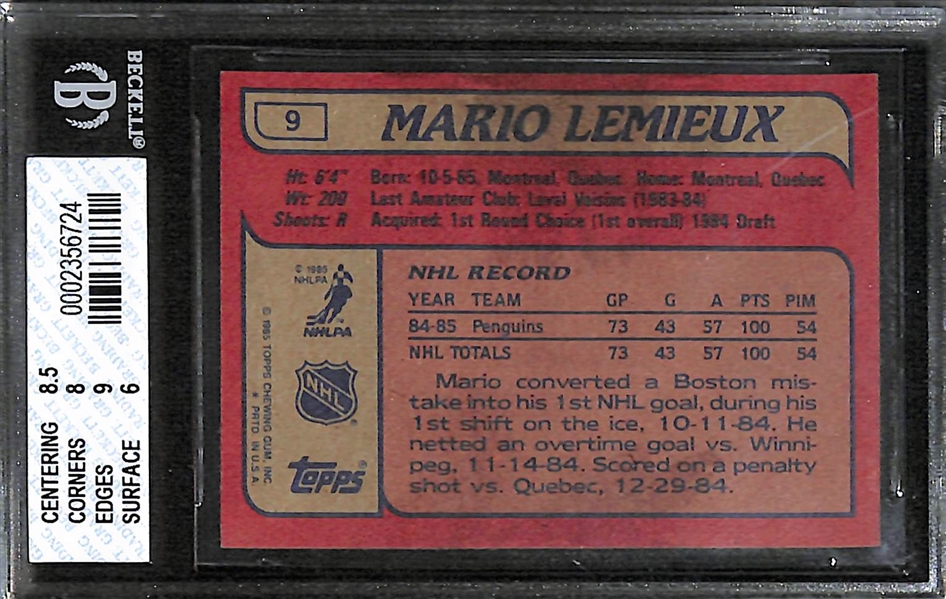 BECKETT®
B
0002356724
CENTERING 8.5
CORNERS 8
EDGES 9
SURFACE 6
9
MARIO LEMIEUX
Ht: 6'4" Born: 10-5-65, Montreal, Quebec Home: Montreal, Quebec
Wt: 200 Last Amateur Club: Laval Voisins (1983-84)
Shoots: R Acquired: 1st Round Choice (1st overall) 1984 Draft
© 1985
NHLPA
NHLPA
NHL
topps
© 1985 TOPPS CHEWING GUM, INC.
* PRTD IN U.S.A.
NHL RECORD
YEAR TEAM GP G A PTS PIM
84-85 Penguins 73 43 57 100 54
NHL TOTALS 73 43 57 100 54
Mario converted a Boston mis-
take into his 1st NHL goal, during his
1st shift on the ice, 10-11-84. He
netted an overtime goal vs. Winni-
peg, 11-14-84. Scored on a penalty
shot vs. Quebec, 12-29-84.